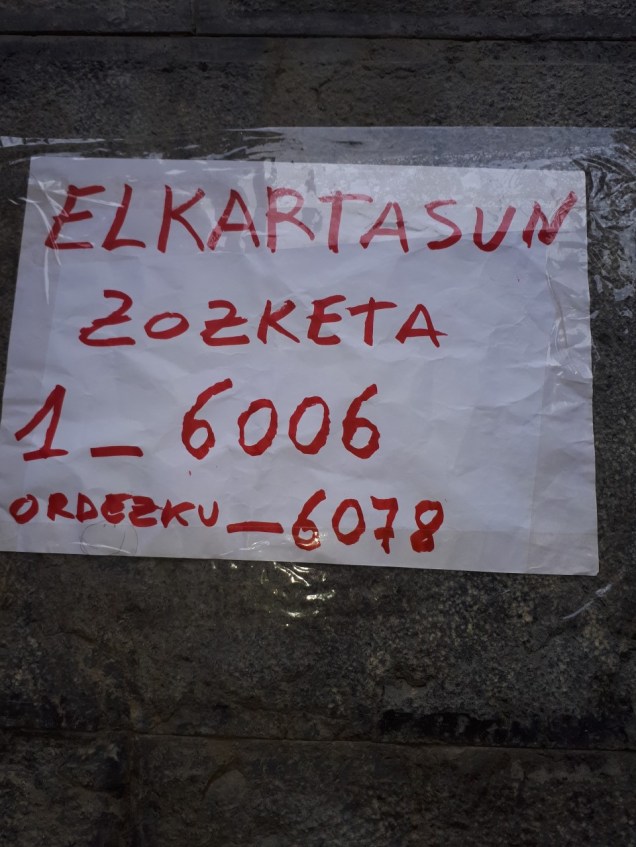 ELKARTASUN
ZOZKETA
1_6006
ORDEZKU_6078